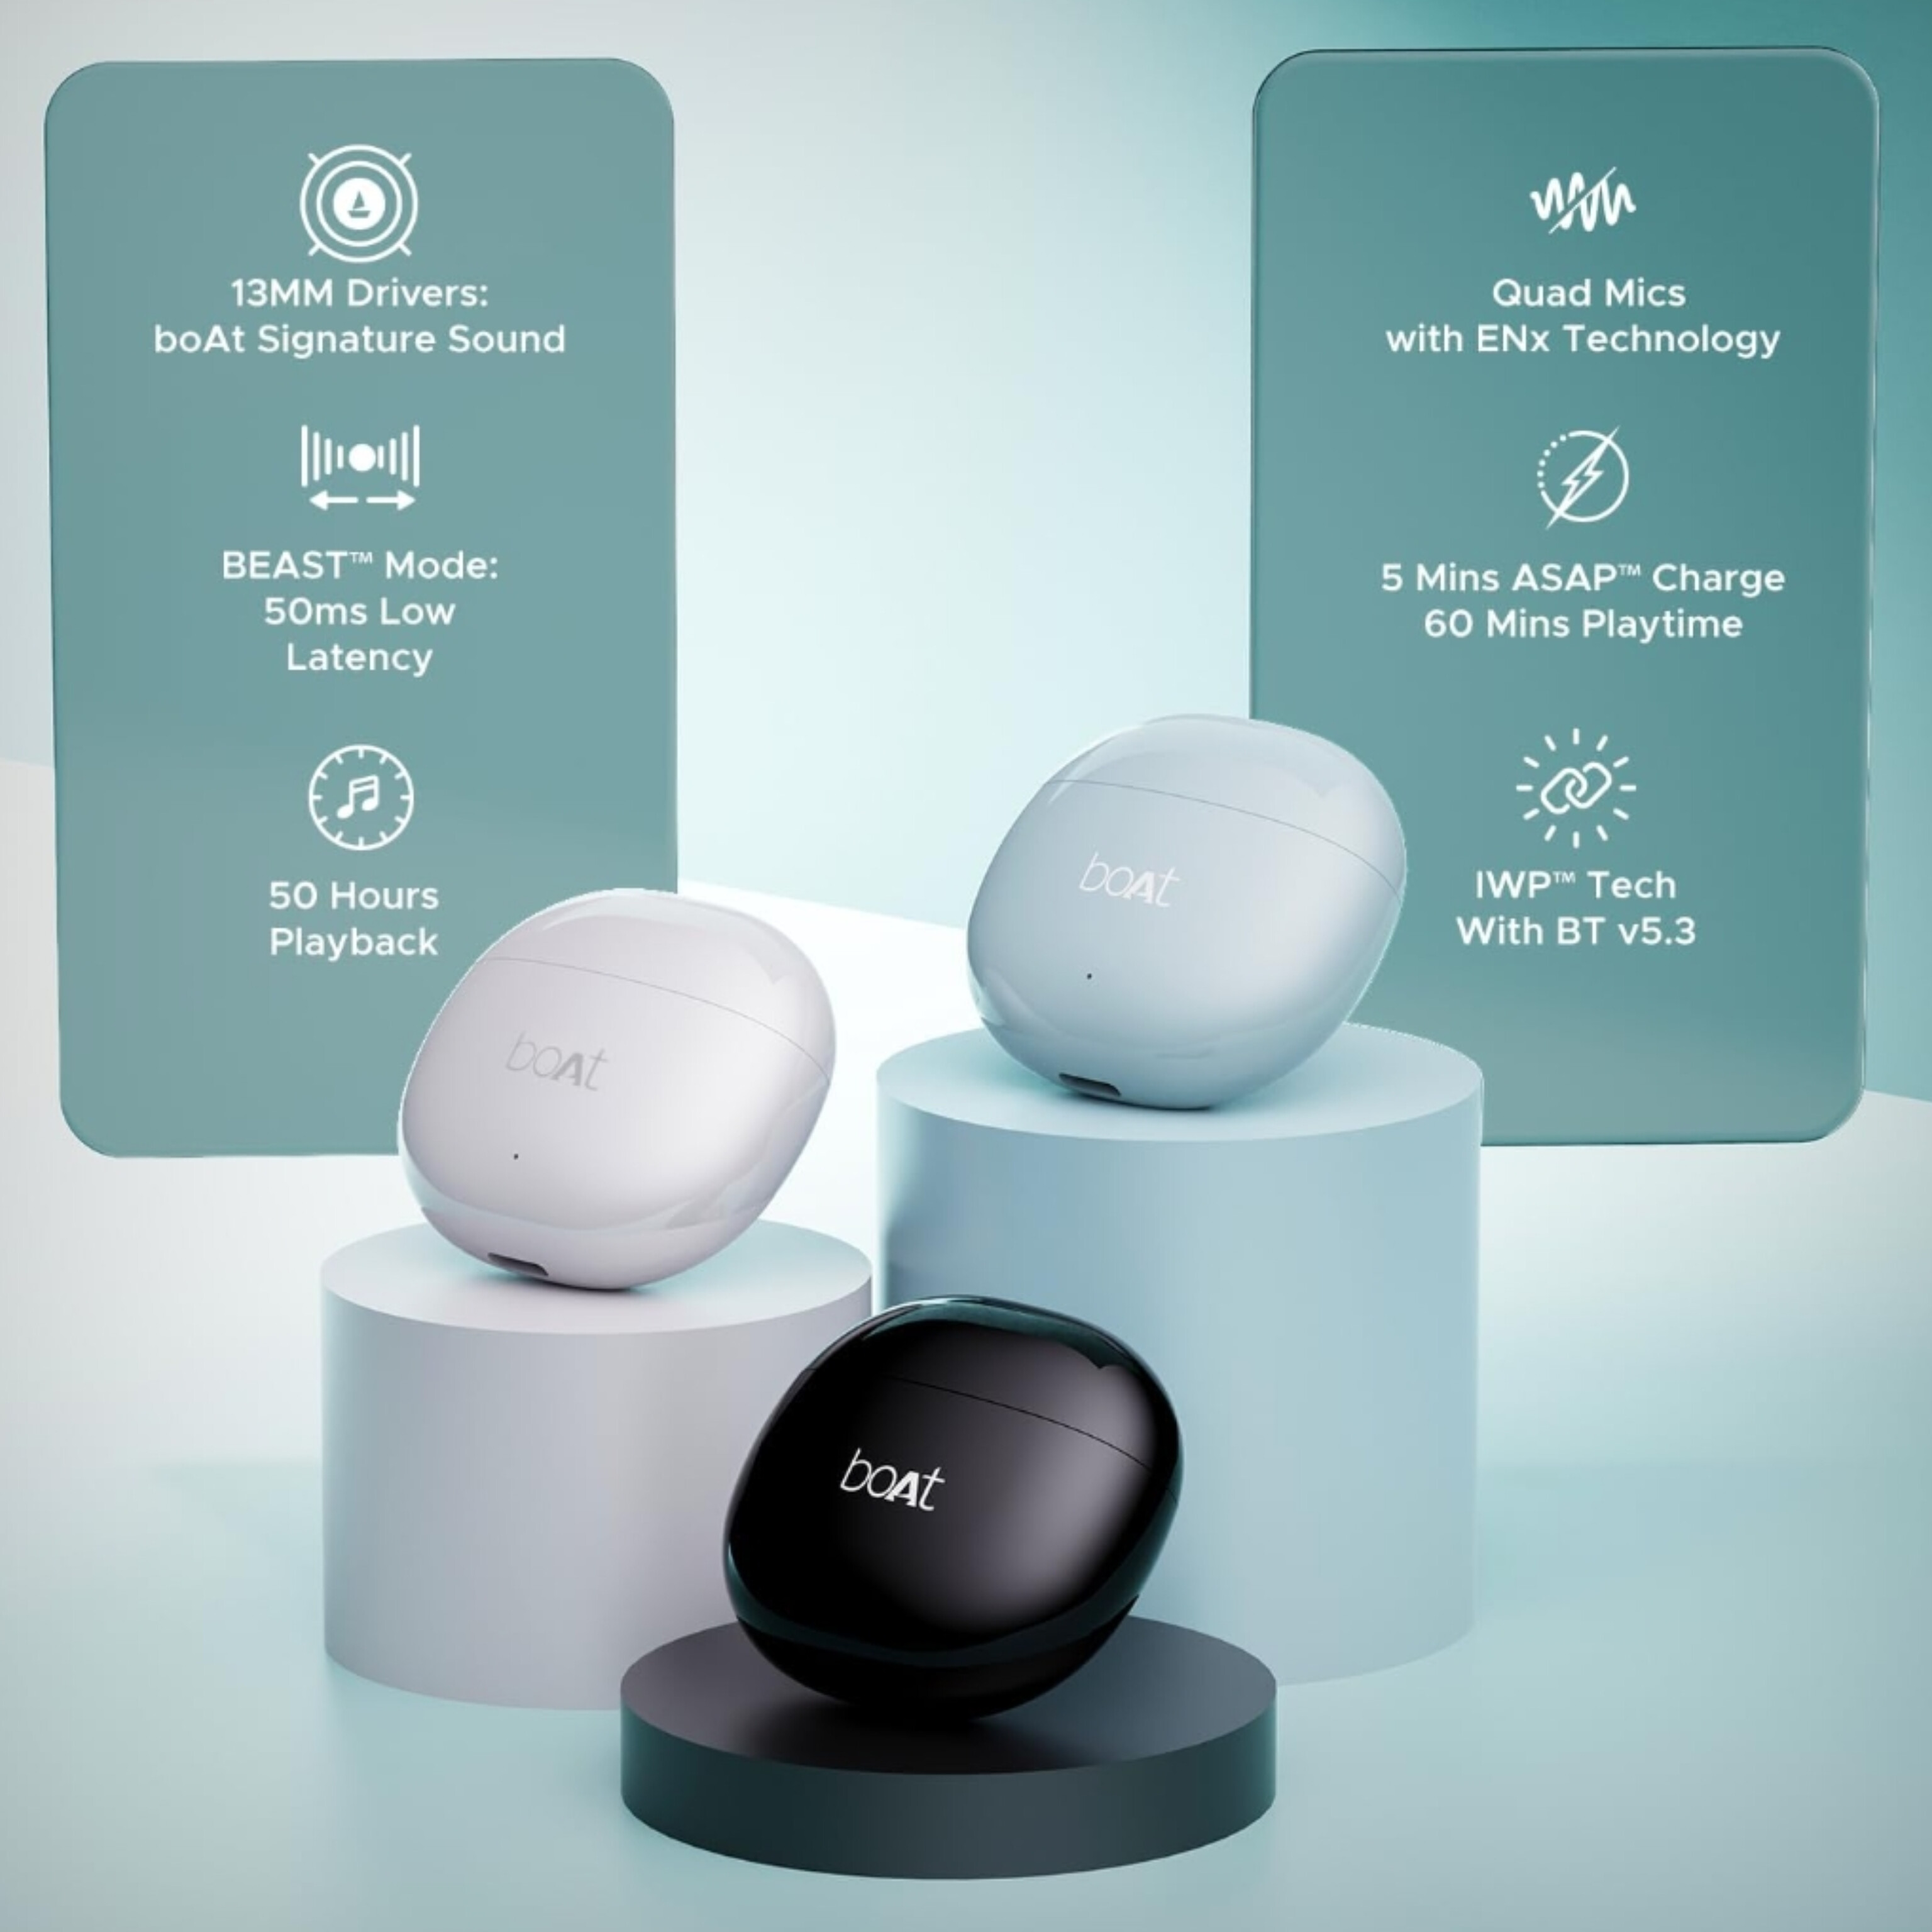 13MM Drivers:
boAt Signature Sound
BEAST™ Mode:
50ms Low
Latency
50 Hours
Playback
Quad Mics
with ENx Technology
5 Mins ASAP™ Charge
60 Mins Playtime
IWP™ Tech
With BT v5.3
boAt
boAt
boAt